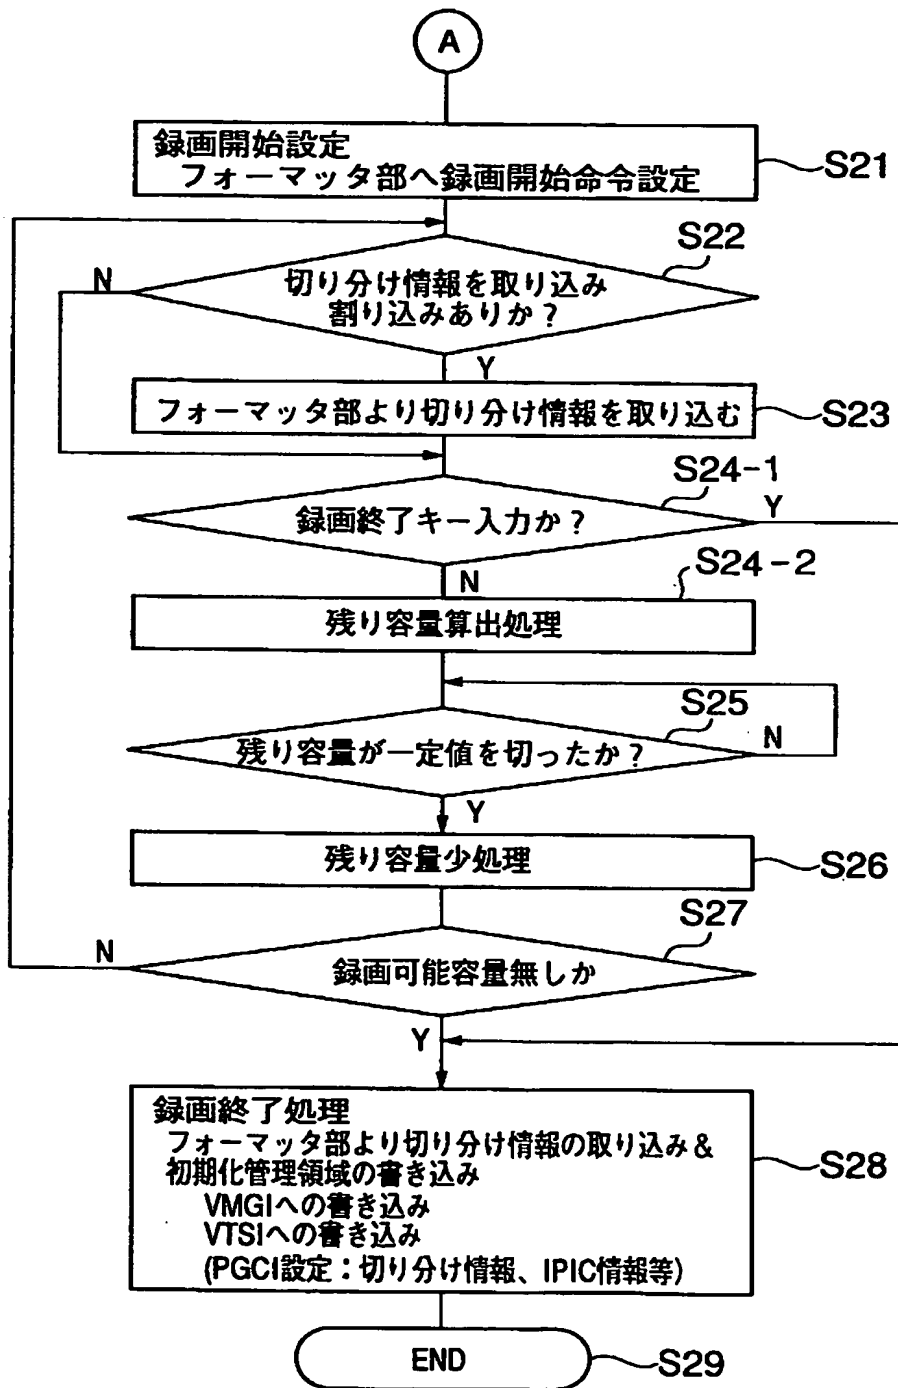 A
録画開始設定
フォーマッタ部へ録画開始命令設定
S21
S22
N
切り分け情報を取り込み
割り込みありか？
Y
フォーマッタ部より切り分け情報を取り込む
S23
S24-1
録画終了キー入力か？
Y
N
S24-2
残り容量算出処理
S25
残り容量が一定値を切ったか？
N
Y
残り容量少処理
S26
S27
N
録画可能容量無しか
Y
録画終了処理
フォーマッタ部より切り分け情報の取り込み＆
初期化管理領域の書き込み
VMGIへの書き込み
VTSIへの書き込み
(PGCI設定：切り分け情報、IPIC情報等)
S28
END
S29